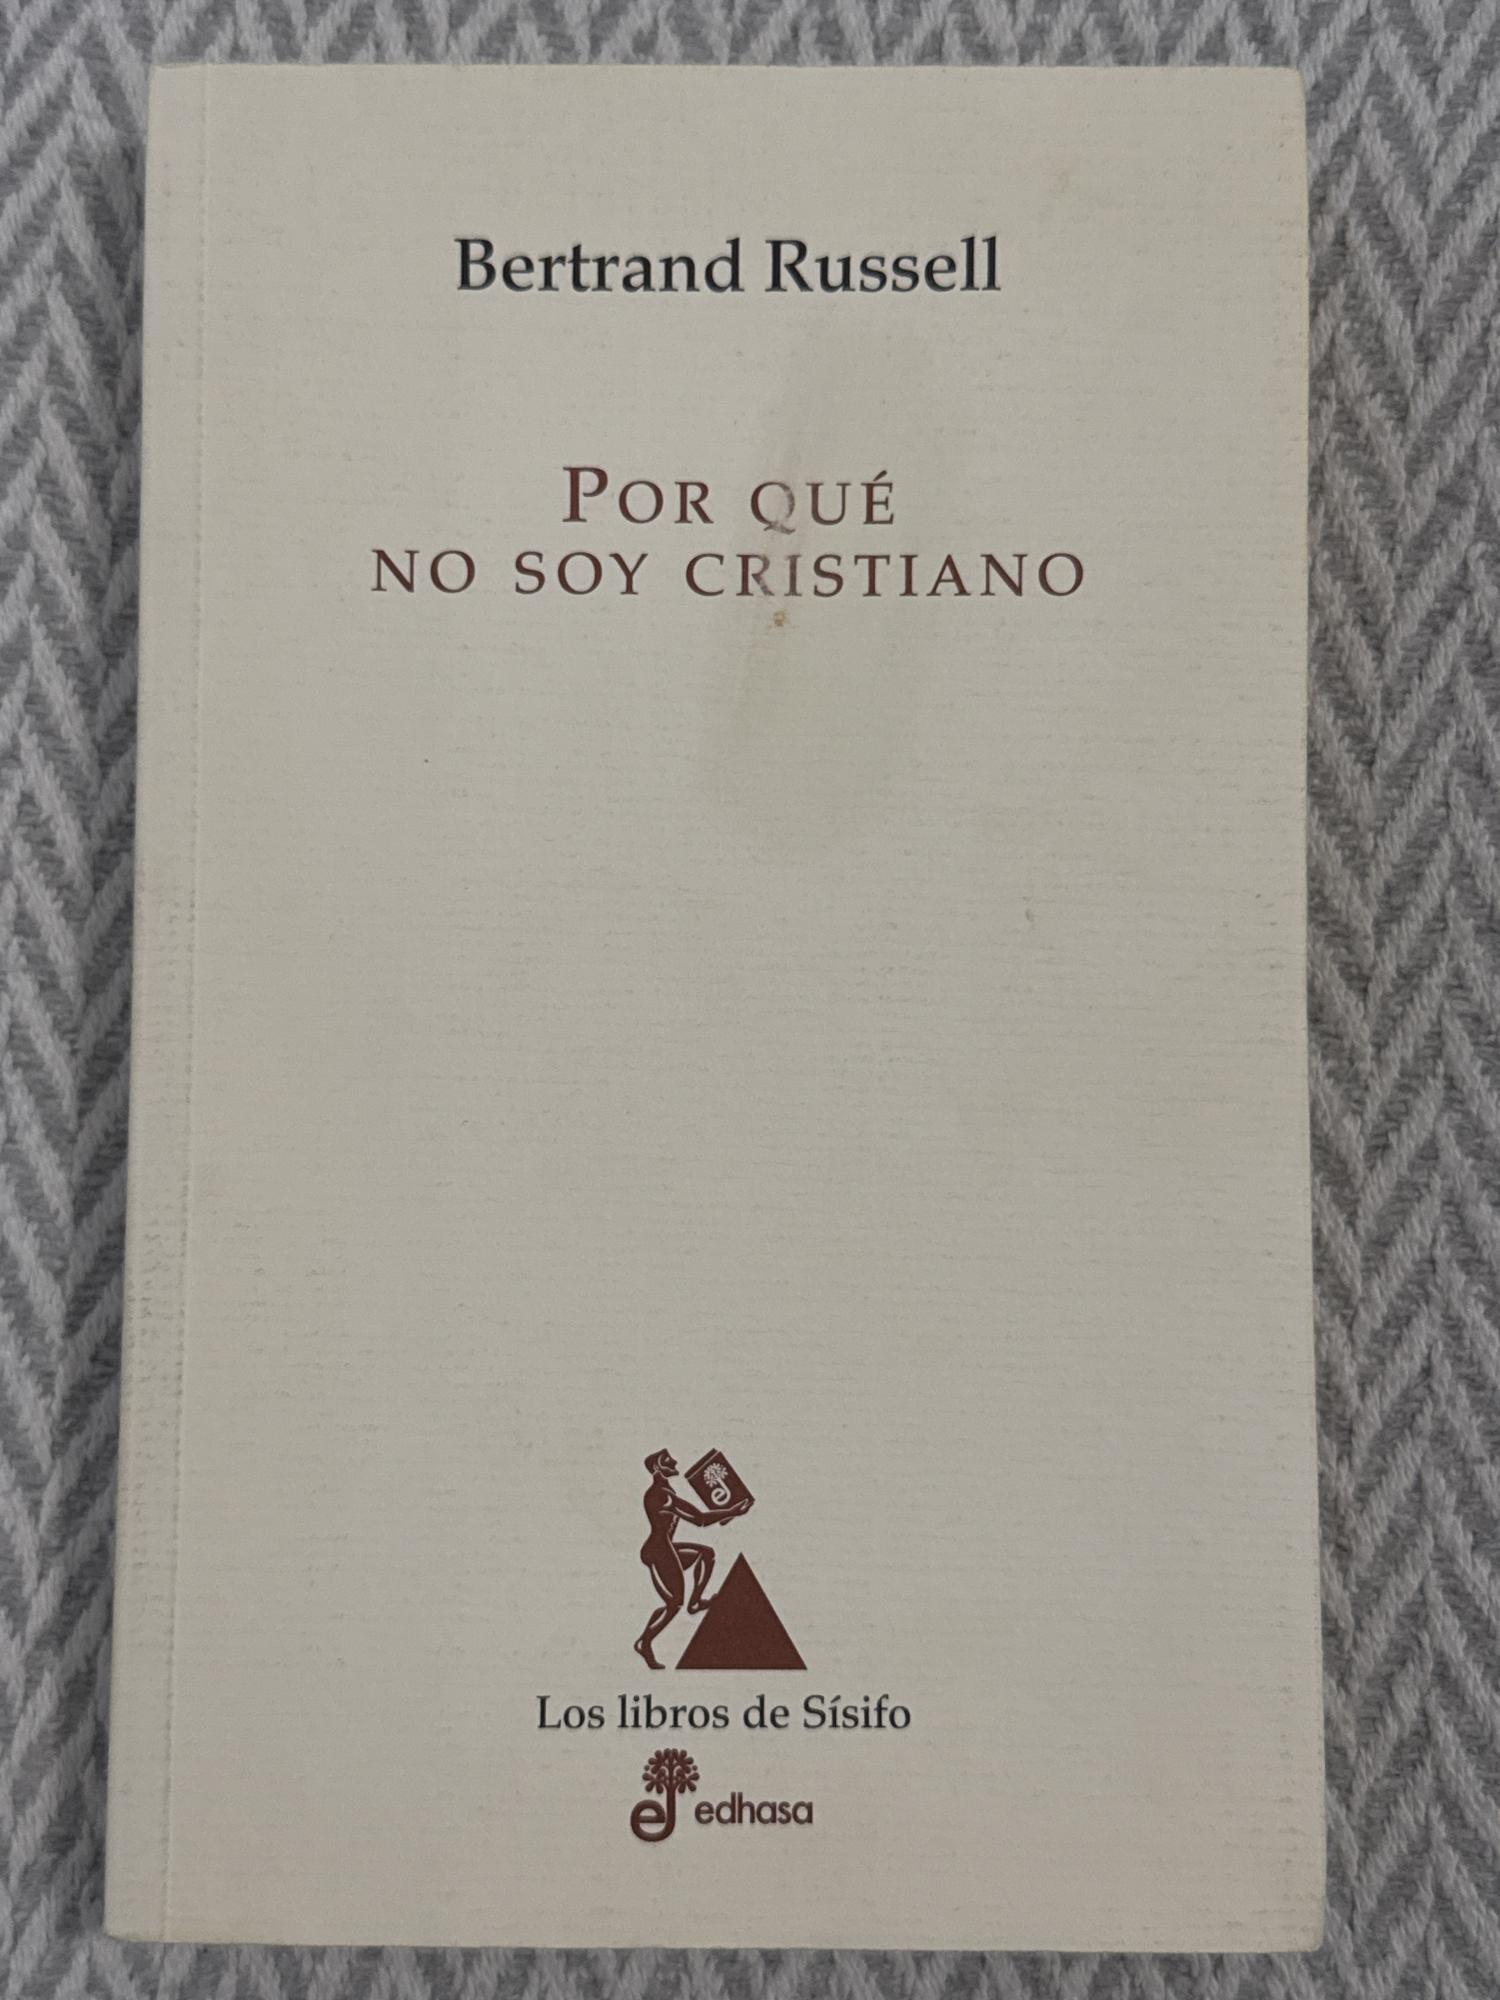 Bertrand Russell
POR QUÉ
NO SOY CRISTIANO
Los libros de Sísifo
edhasa